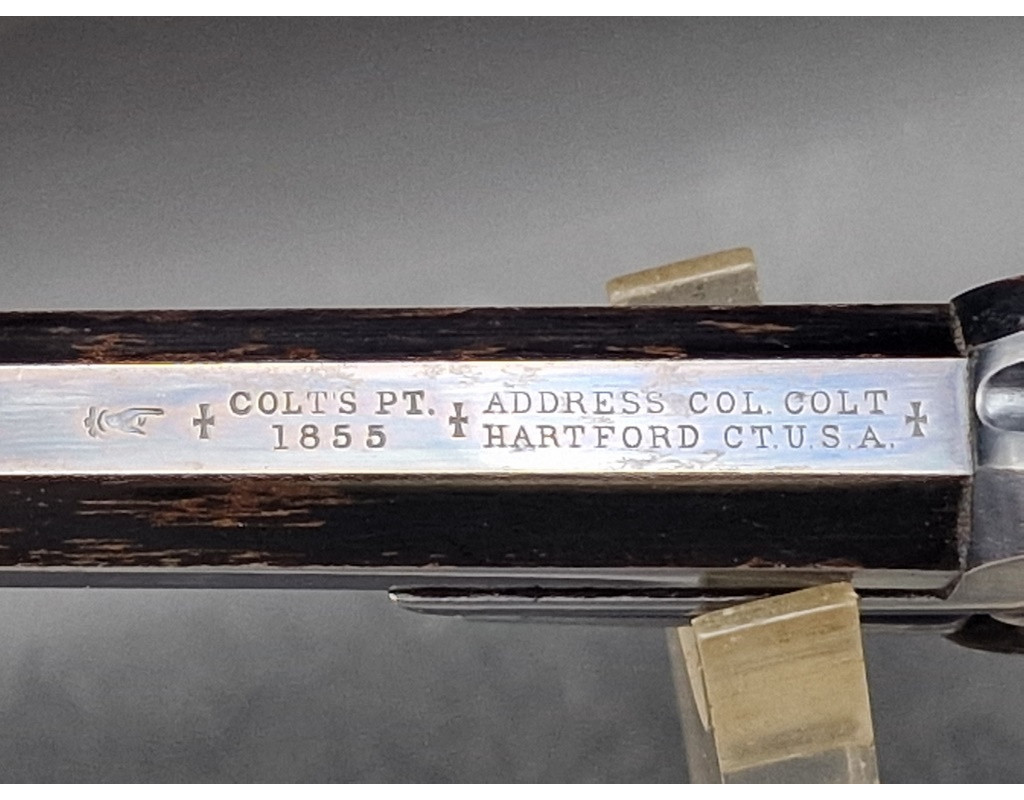 COLT'S PT.
1855
ADDRESS COL. COLT
HARTFORD CT. U.S.A.